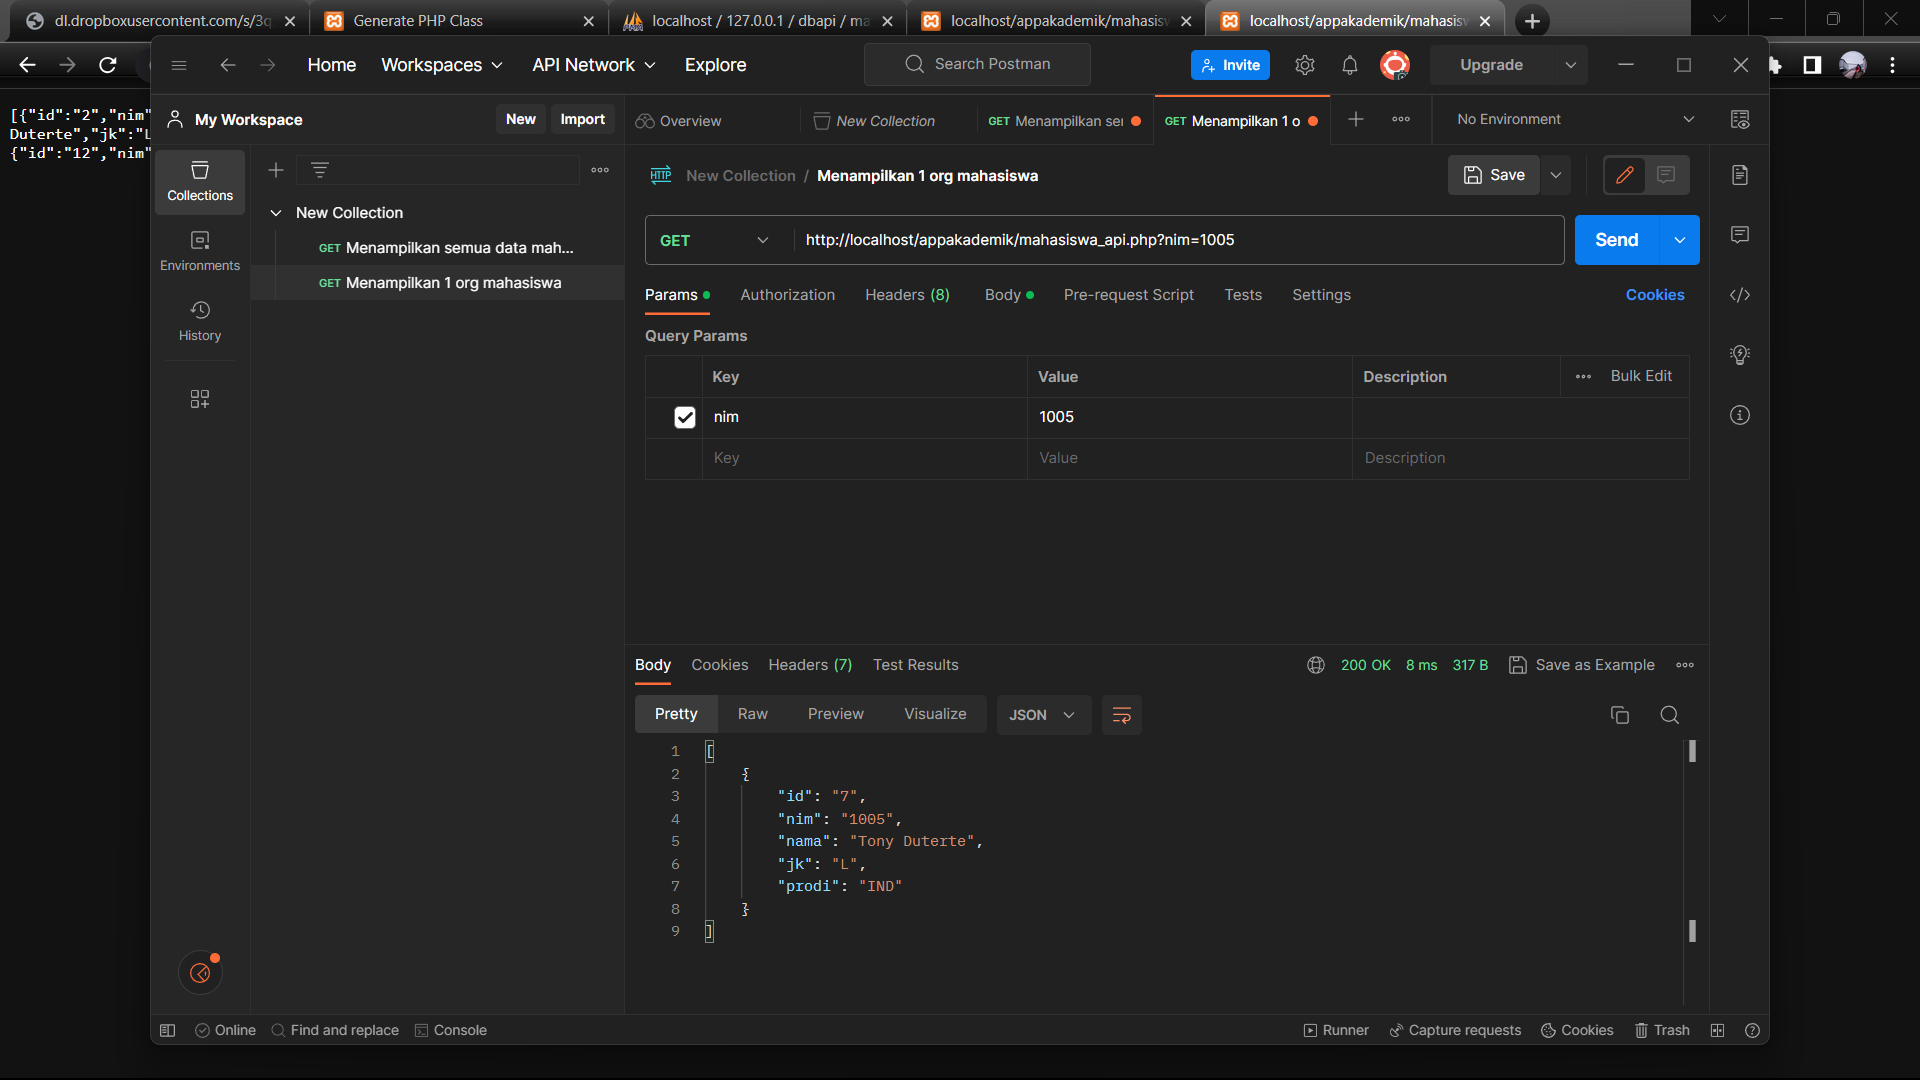 dl.dropboxusercontent.com/s/3q
Generate PHP Class
localhost / 127.0.0.1 / dbapi / ma
localhost/appakademik/mahasisw
localhost/appakademik/mahasisw
Home
Workspaces
API Network
Explore
Search Postman
Invite
Upgrade
[{"id":"2","nim"
Duterte","jk":"L
{"id":"12","nim"
My Workspace
New
Import
Overview
New Collection
GET Menampilkan se
GET Menampilkan 1 o
No Environment
Collections
Environments
History
New Collection
GET Menampilkan semua data mah...
GET Menampilkan 1 org mahasiswa
HTTP
New Collection / Menampilkan 1 org mahasiswa
Save
GET
http://localhost/appakademik/mahasiswa_api.php?nim=1005
Send
Params
Authorization
Headers (8)
Body
Pre-request Script
Tests
Settings
Cookies
Query Params
Key
Value
Description
Bulk Edit
nim
1005
Key
Value
Description
Body
Cookies
Headers (7)
Test Results
200 OK
8 ms
317 B
Save as Example
Pretty
Raw
Preview
Visualize
JSON
1 [
2 {
3 "id": "7",
4 "nim": "1005",
5 "nama": "Tony Duterte",
6 "jk": "L",
7 "prodi": "IND"
8 }
9 ]
Online
Find and replace
Console
Runner
Capture requests
Cookies
Trash